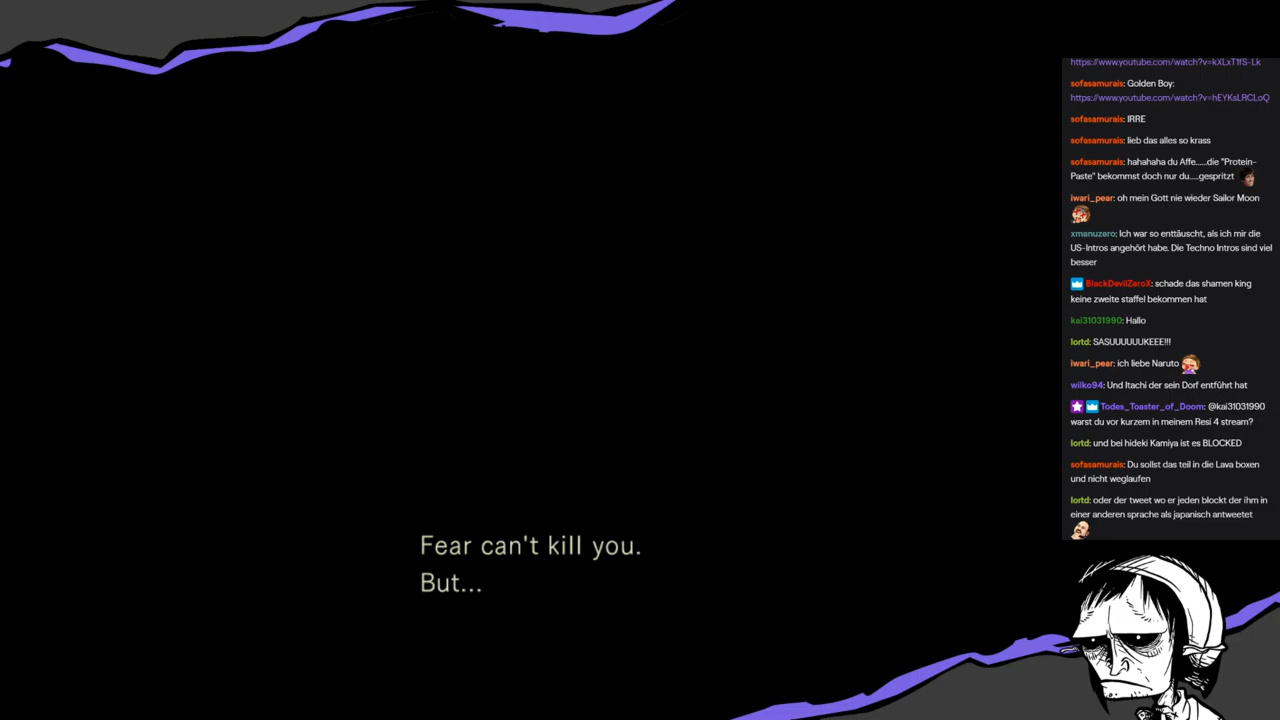 https://www.youtube.com/watch?v=kXLxT1fS-Lk
sofasamurais: Golden Boy:
https://www.youtube.com/watch?v=hEYKsLRCLoQ
sofasamurais: IRRE
sofasamurais: lieb das alles so krass
sofasamurais: hahahaha du Affe......die "Protein-
Paste" bekommst doch nur du.....gespritzt
iwari_pear: oh mein Gott nie wieder Sailor Moon
xmanuzero: Ich war so enttäuscht, als ich mir die
US-Intros angehört habe. Die Techno Intros sind viel
besser
BlackDevilZeroX: schade das shamen king
keine zweite staffel bekommen hat
kai31031990: Hallo
lortd: SASUUUUUUKEEE!!!
iwari_pear: ich liebe Naruto
wilko94: Und Itachi der sein Dorf entführt hat
Todes_Toaster_of_Doom: @kai31031990
warst du vor kurzem in meinem Resi 4 stream?
lortd: und bei hideki Kamiya ist es BLOCKED
sofasamurais: Du sollst das teil in die Lava boxen
und nicht weglaufen
lortd: oder der tweet wo er jeden blockt der ihm in
einer anderen sprache als japanisch antweetet
Fear can't kill you.
But...